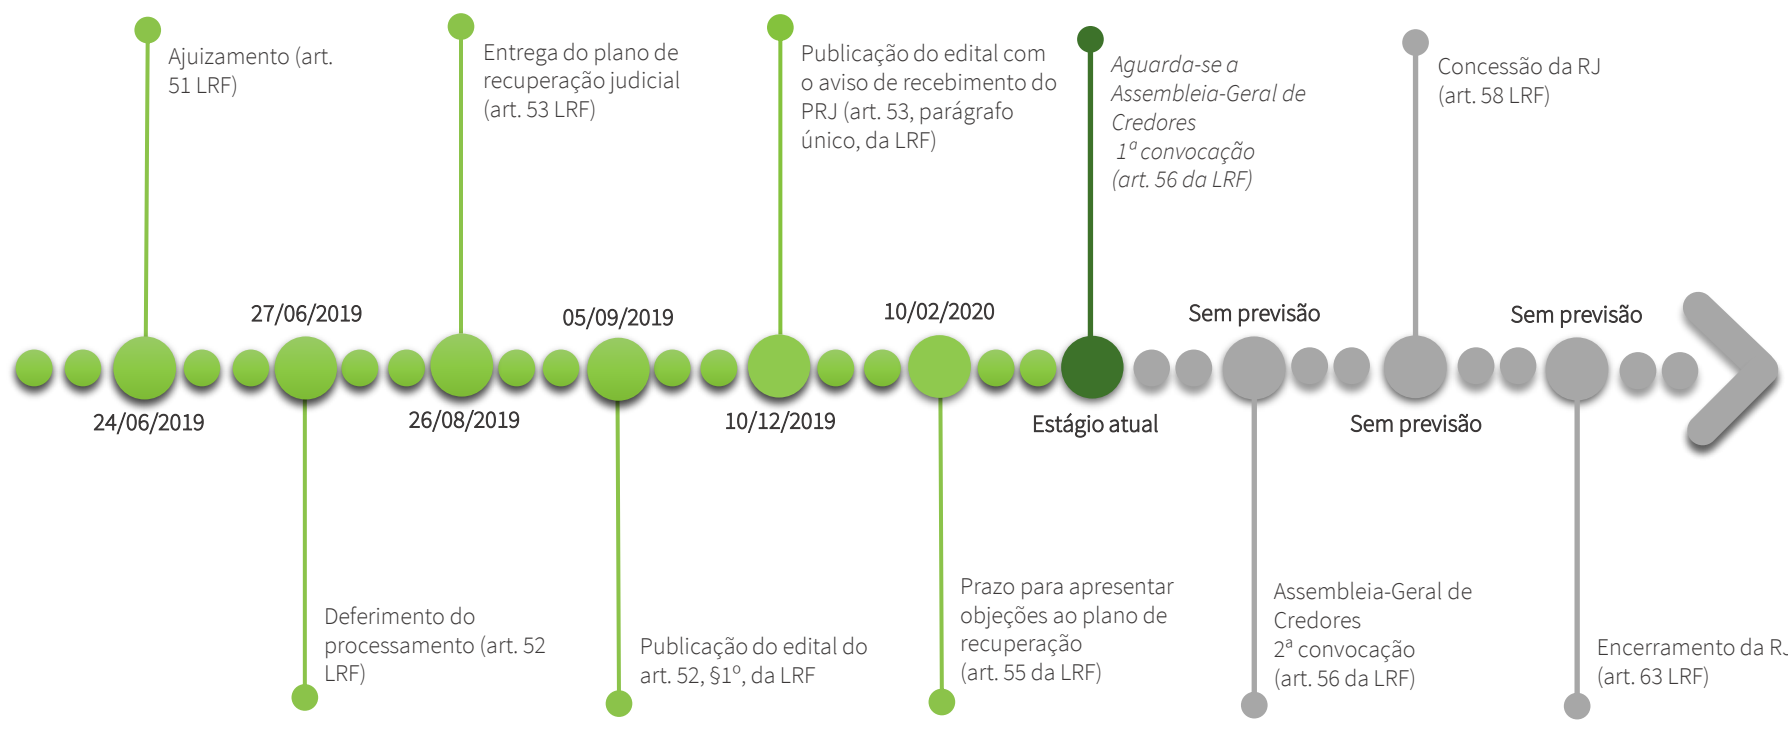 Ajuizamento (art.
51 LRF)
Entrega do plano de
recuperação judicial
(art. 53 LRF)
Publicação do edital com
o aviso de recebimento do
PRJ (art. 53, parágrafo
único, da LRF)
Aguarda-se a
Assembleia-Geral de
Credores
1ª convocação
(art. 56 da LRF)
Concessão da RJ
(art. 58 LRF)
27/06/2019
05/09/2019
10/02/2020
Sem previsão
Sem previsão
24/06/2019
26/08/2019
10/12/2019
Estágio atual
Sem previsão
Deferimento do
processamento (art. 52
LRF)
Publicação do edital do
art. 52, §1º, da LRF
Prazo para apresentar
objeções ao plano de
recuperação
(art. 55 da LRF)
Assembleia-Geral de
Credores
2ª convocação
(art. 56 da LRF)
Encerramento da RJ
(art. 63 LRF)